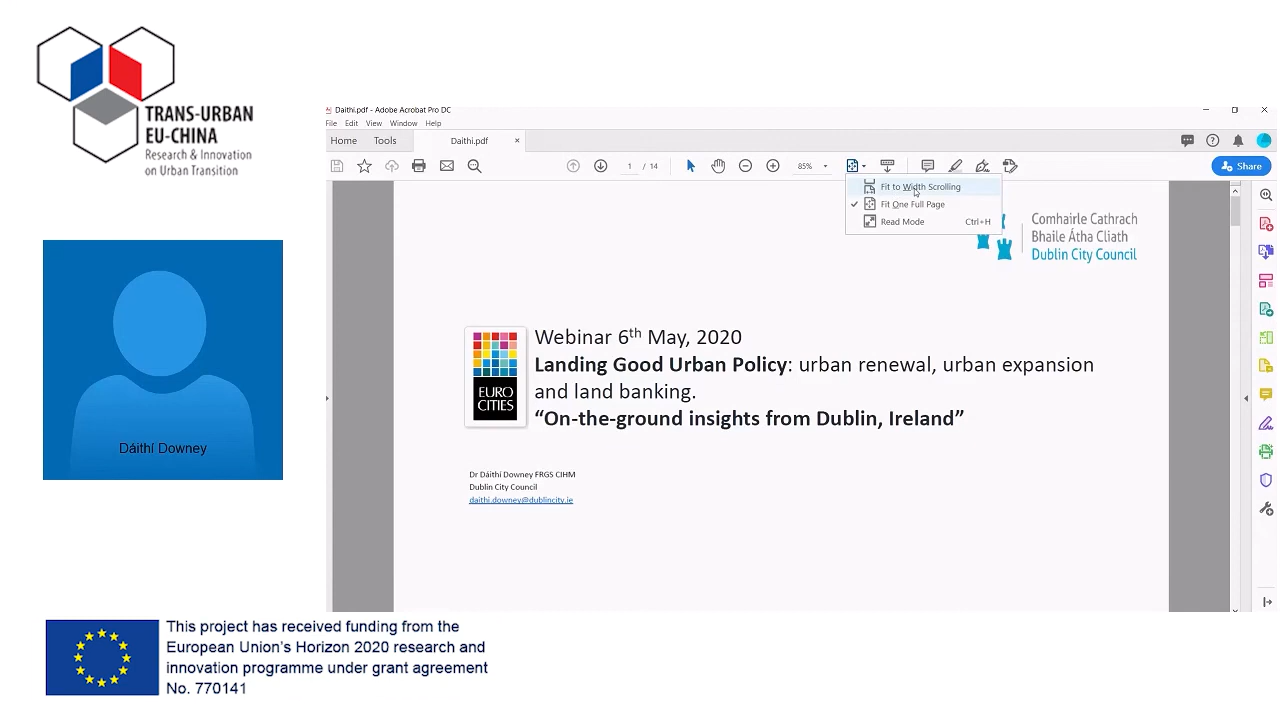 TRANS-URBAN
EU-CHINA
Research & Innovation
on Urban Transition
Daithi.pdf - Adobe Acrobat Pro DC
File Edit View Window Help
Home Tools Daithi.pdf ×
1 / 14 85% Share
Fit to Width Scrolling
Fit One Full Page
Read Mode Ctrl+H
Comhairle Cathrach
Bhaile Átha Cliath
Dublin City Council
Webinar 6th May, 2020
Landing Good Urban Policy: urban renewal, urban expansion
and land banking.
“On-the-ground insights from Dublin, Ireland”
EURO
CITIES
Dr Dáithí Downey FRGS CIHM
Dublin City Council
daithi.downey@dublincity.ie
Dáithí Downey
This project has received funding from the
European Union's Horizon 2020 research and
innovation programme under grant agreement
No. 770141